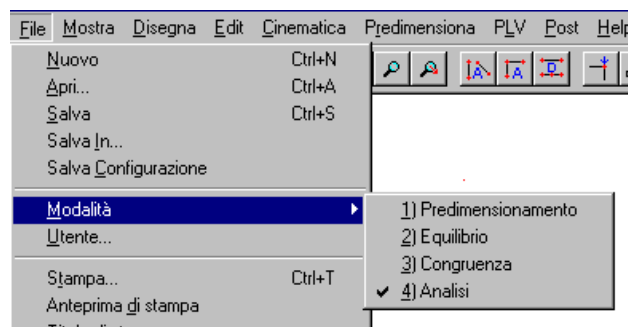 File Mostra Disegna Edit Cinematica Predimensiona PLV Post Help
Nuovo Ctrl+N
Apri... Ctrl+A
Salva Ctrl+S
Salva In...
Salva Configurazione
Modalità
Utente...
Stampa... Ctrl+T
Anteprima di stampa
1) Predimensionamento
2) Equilibrio
3) Congruenza
4) Analisi